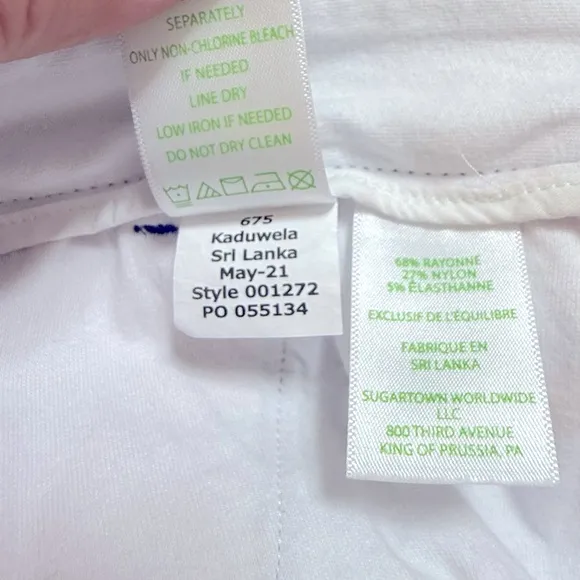 SEPARATELY
ONLY NON-CHLORINE BLEACH
IF NEEDED
LINE DRY
LOW IRON IF NEEDED
DO NOT DRY CLEAN
675
Kaduwela
Sri Lanka
May-21
Style 001272
PO 055134
68% RAYONNE
27% NYLON
5% ÉLASTHANNE
EXCLUSIF DE L'ÉQUILIBRE
FABRIQUE EN
SRI LANKA
SUGARTOWN WORLDWIDE
LLC
800 THIRD AVENUE
KING OF PRUSSIA, PA